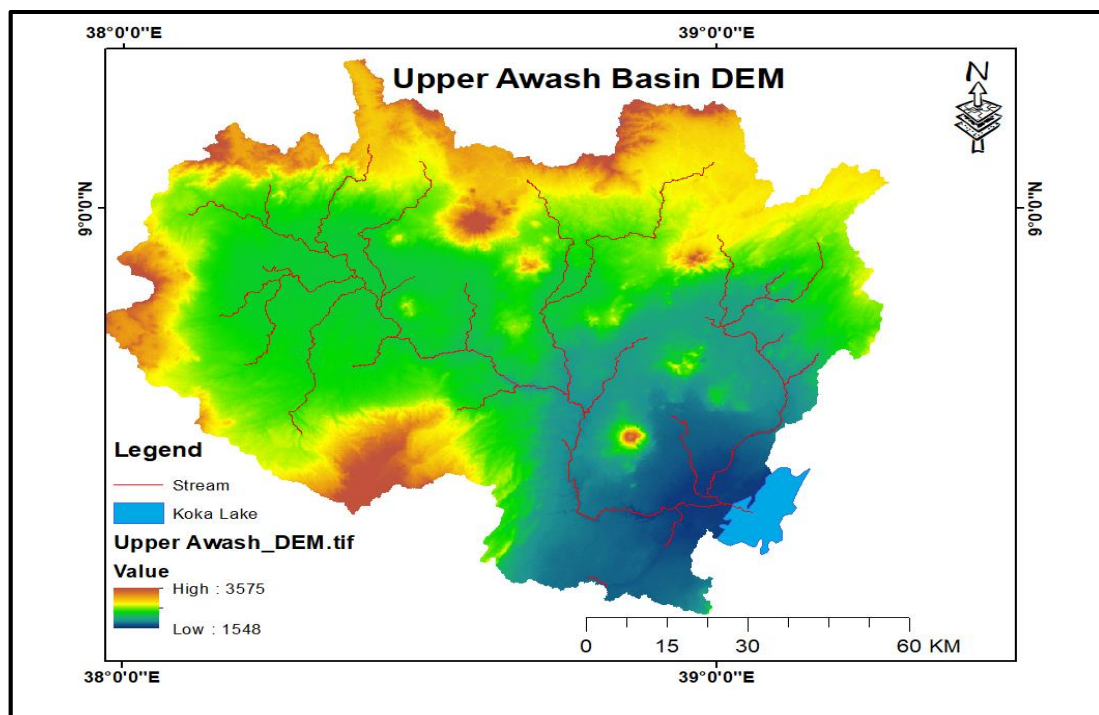 38°0'0"E
39°0'0"E
Upper Awash Basin DEM
N
9°0'0"N
9°0'0"N
Legend
Stream
Koka Lake
Upper Awash_DEM.tif
Value
High : 3575
Low : 1548
0 15 30 60 KM
38°0'0"E
39°0'0"E